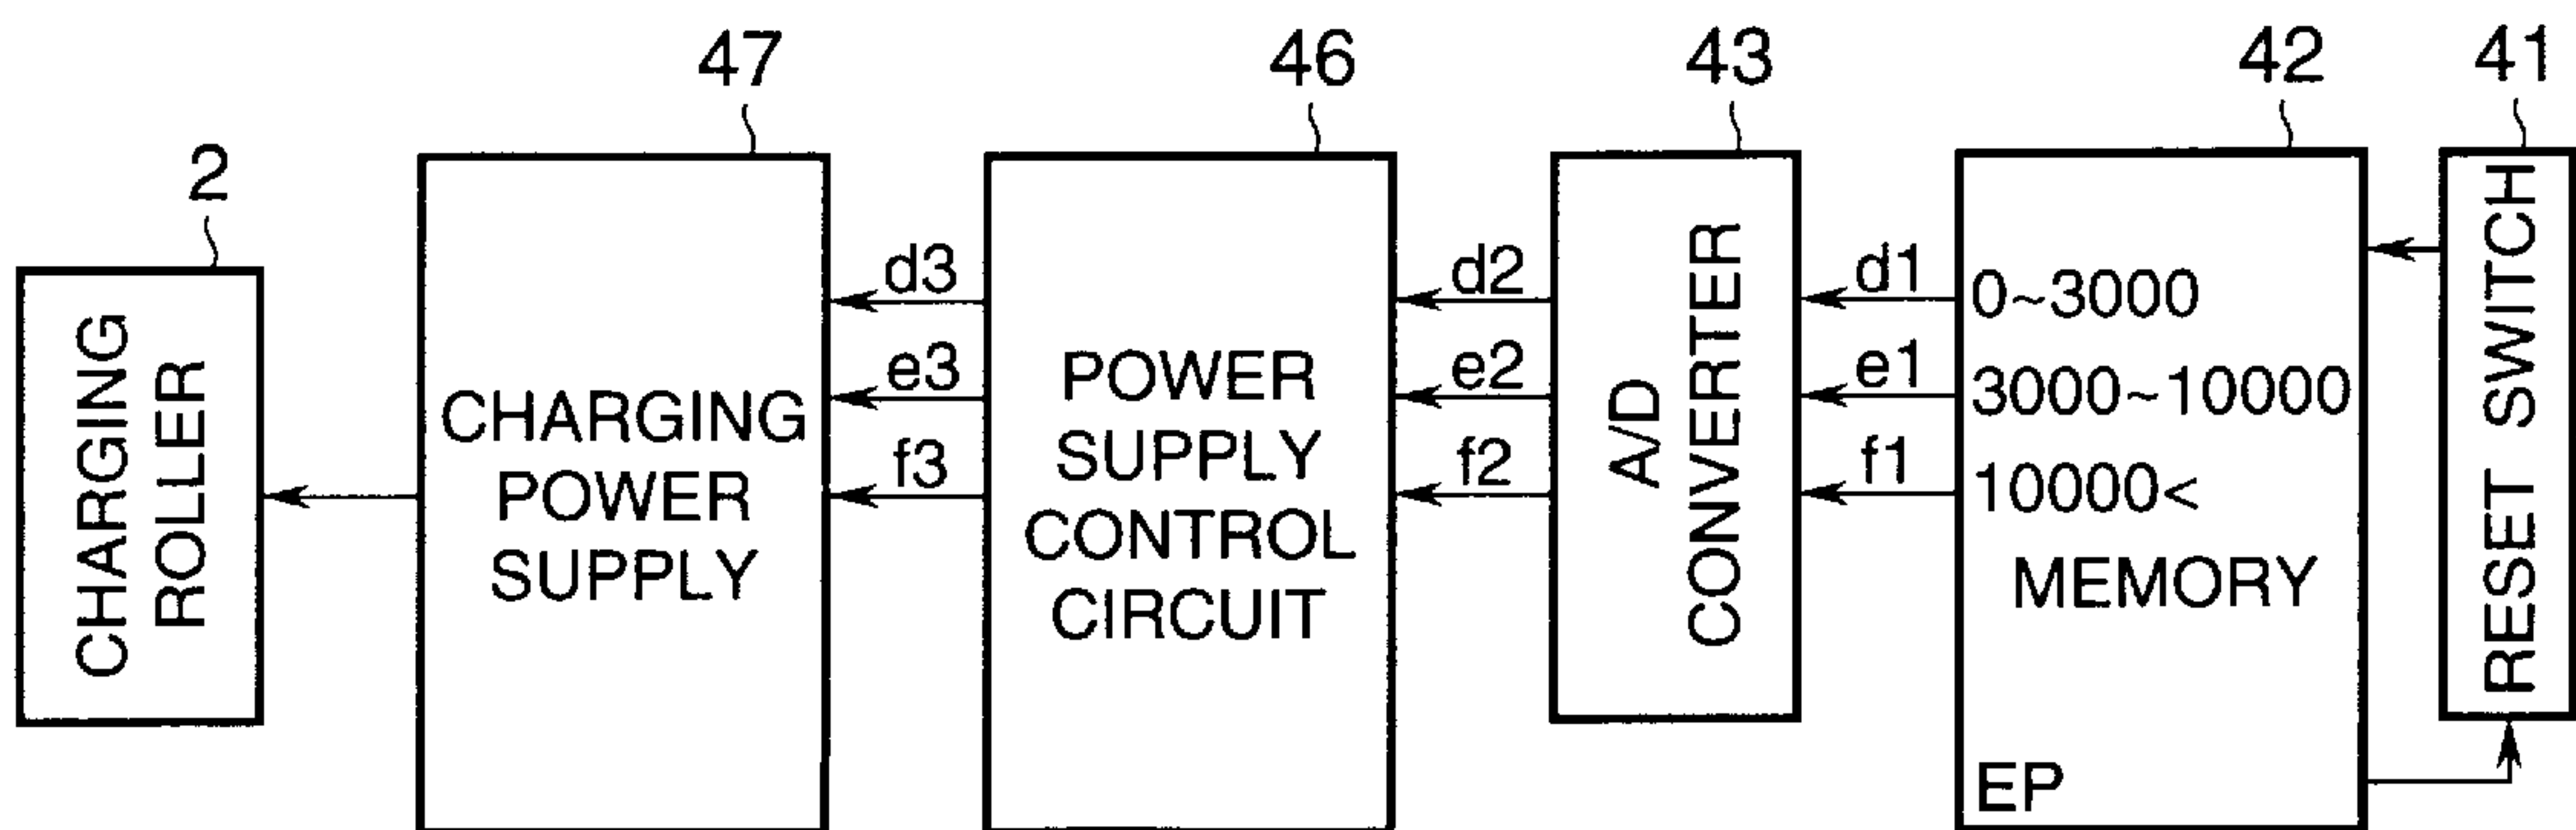 47
46
43
42
41
2
CHARGING
ROLLER
CHARGING
POWER
SUPPLY
d3
e3
f3
POWER
SUPPLY
CONTROL
CIRCUIT
d2
e2
f2
A/D
CONVERTER
d1
e1
f1
0~3000
3000~10000
10000<
MEMORY
EP
RESET SWITCH